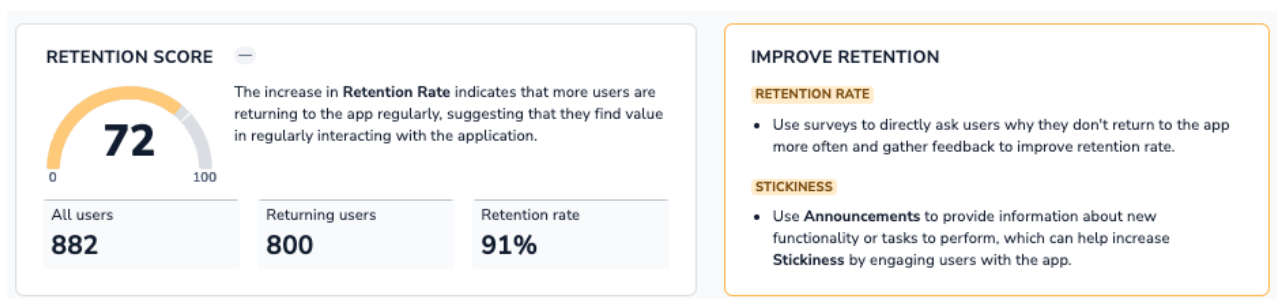 RETENTION SCORE —
The increase in Retention Rate indicates that more users are
returning to the app regularly, suggesting that they find value
in regularly interacting with the application.
72
0 100
All users
882
Returning users
800
Retention rate
91%
IMPROVE RETENTION
RETENTION RATE
• Use surveys to directly ask users why they don't return to the app
more often and gather feedback to improve retention rate.
STICKINESS
• Use Announcements to provide information about new
functionality or tasks to perform, which can help increase
Stickiness by engaging users with the app.